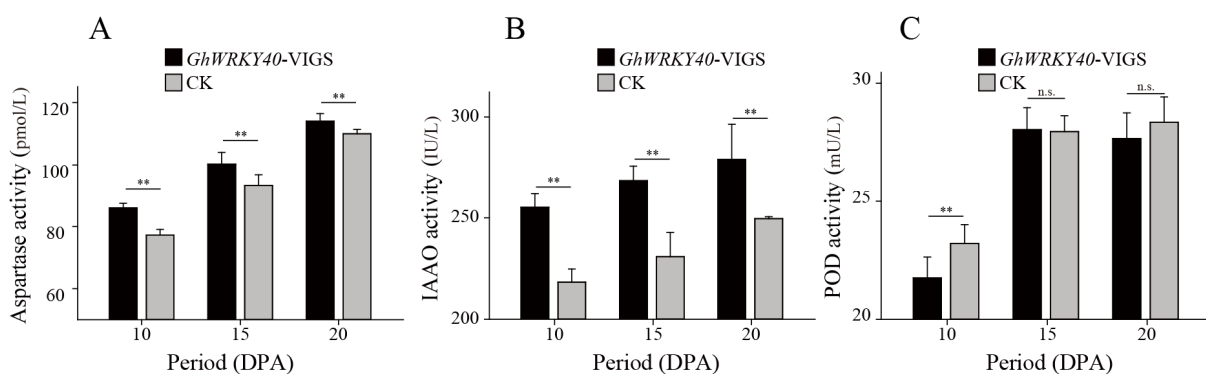 A
GhWRKY40-VIGS
CK
Aspartase activity (pmol/L)
120
100
80
60
**
**
**
10
15
20
Period (DPA)
B
GhWRKY40-VIGS
CK
IAAO activity (IU/L)
300
250
200
**
**
**
10
15
20
Period (DPA)
C
GhWRKY40-VIGS
CK
POD activity (mU/L)
30
25
20
**
n.s.
n.s.
10
15
20
Period (DPA)